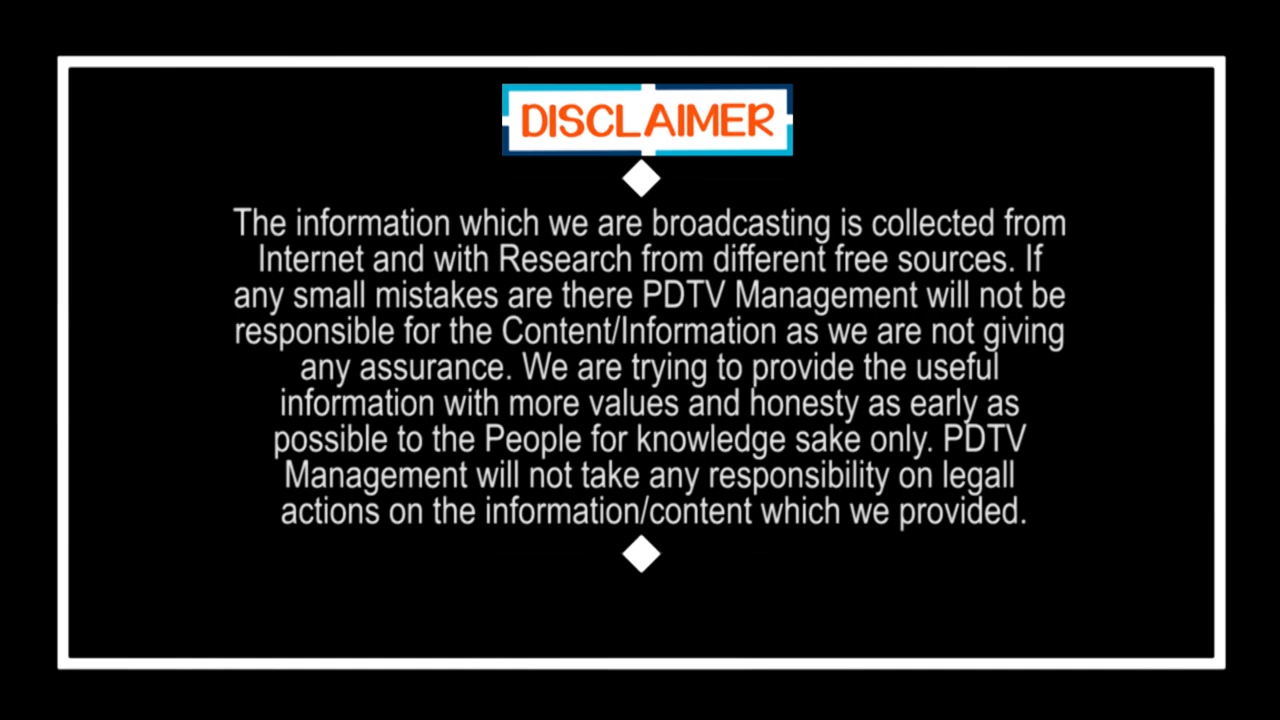 DISCLAIMER
The information which we are broadcasting is collected from
Internet and with Research from different free sources. If
any small mistakes are there PDTV Management will not be
responsible for the Content/Information as we are not giving
any assurance. We are trying to provide the useful
information with more values and honesty as early as
possible to the People for knowledge sake only. PDTV
Management will not take any responsibility on legall
actions on the information/content which we provided.